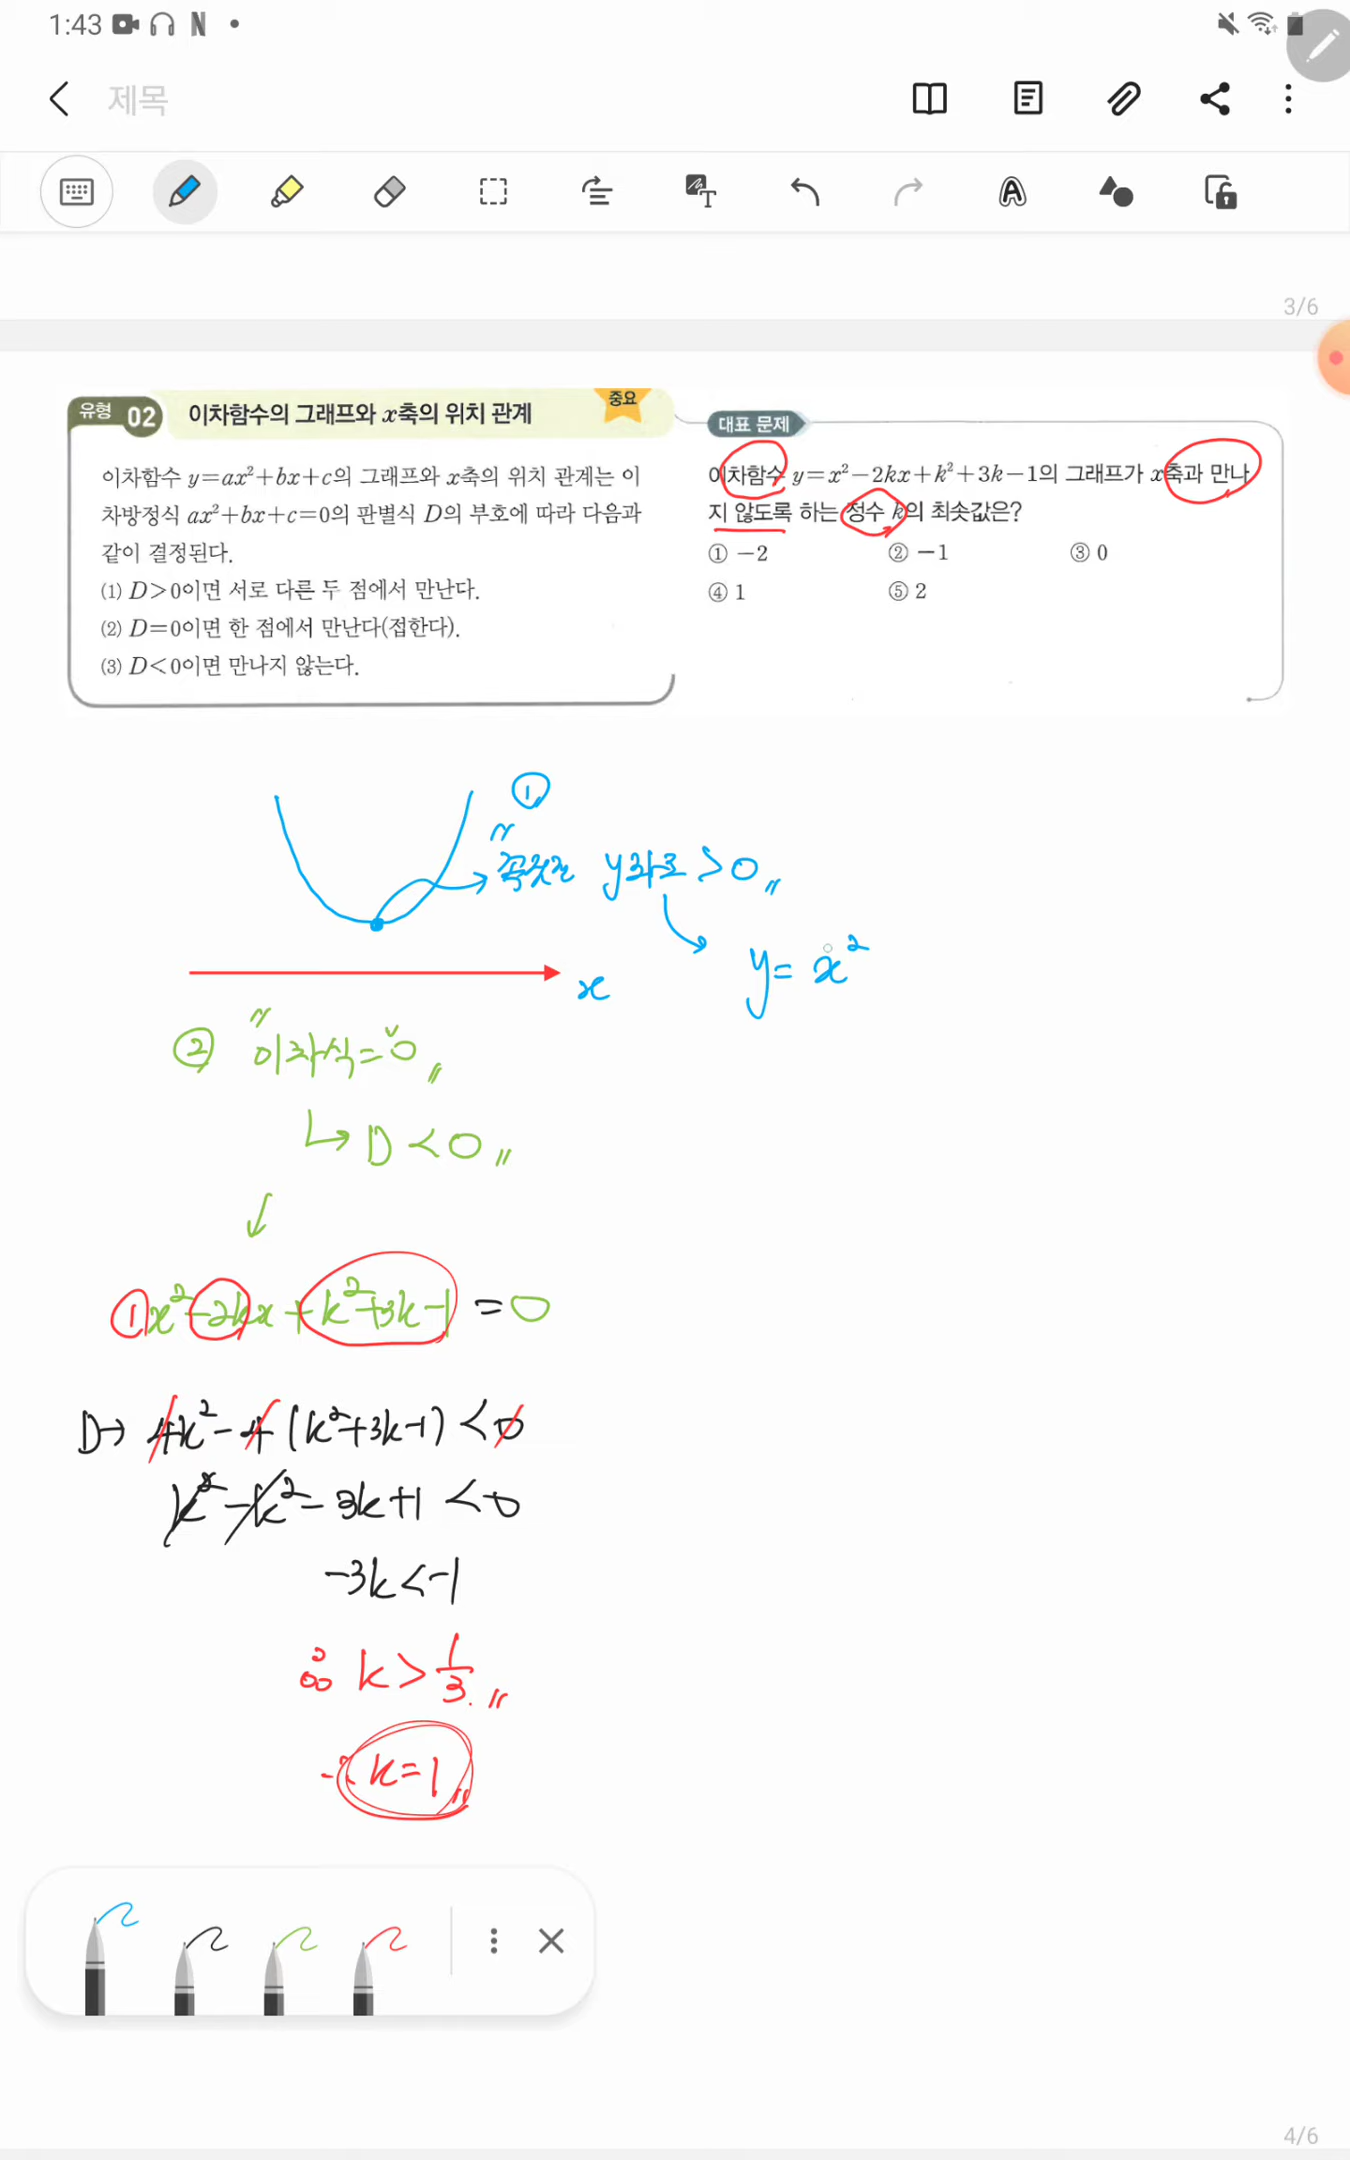 1:43
제목
3/6
유형 02 이차함수의 그래프와 x축의 위치 관계 중요
이차함수 y=ax²+bx+c의 그래프와 x축의 위치 관계는 이
차방정식 ax²+bx+c=0의 판별식 D의 부호에 따라 다음과
같이 결정된다.
(1) D>0이면 서로 다른 두 점에서 만난다.
(2) D=0이면 한 점에서 만난다(접한다).
(3) D<0이면 만나지 않는다.
대표 문제
이차함수 y=x²-2kx+k²+3k-1의 그래프가 x축과 만나
지 않도록 하는 정수 k의 최솟값은?
① -2 ② -1 ③ 0
④ 1 ⑤ 2
①
"꼭짓점 y좌표 > 0"
y = x²
x
② "이차식 = 0"
↳ D < 0"
↓
1x²-2kx+k²+3k-1 = 0
D→ 4k²-4(k²+3k-1) < 0
k²-k²-3k+1 < 0
-3k < -1
∴ k > 1/3"
∴ k=1"
4/6